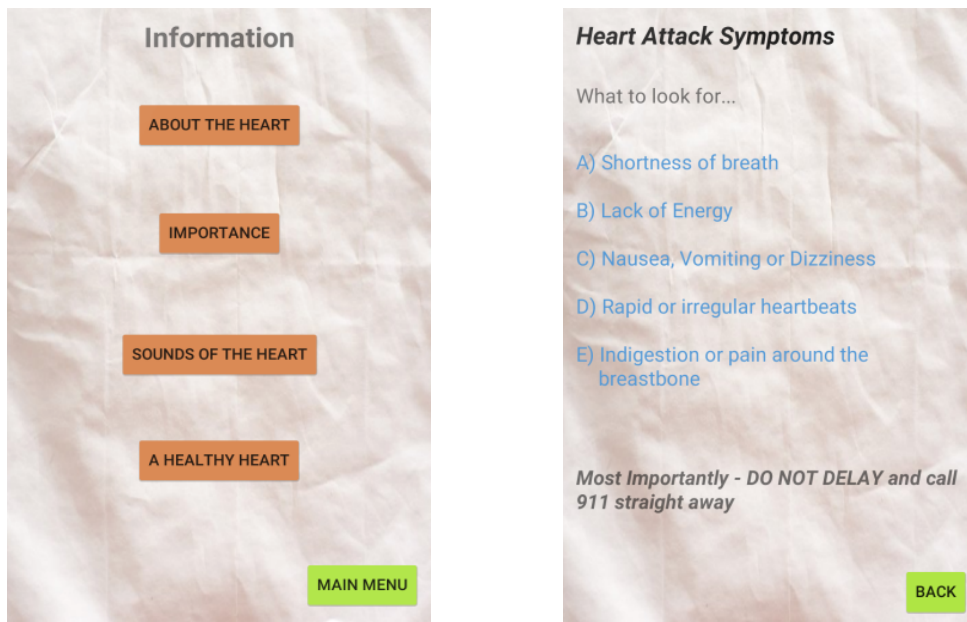 Information
ABOUT THE HEART
IMPORTANCE
SOUNDS OF THE HEART
A HEALTHY HEART
MAIN MENU
Heart Attack Symptoms
What to look for...
A) Shortness of breath
B) Lack of Energy
C) Nausea, Vomiting or Dizziness
D) Rapid or irregular heartbeats
E) Indigestion or pain around the
breastbone
Most Importantly - DO NOT DELAY and call
911 straight away
BACK